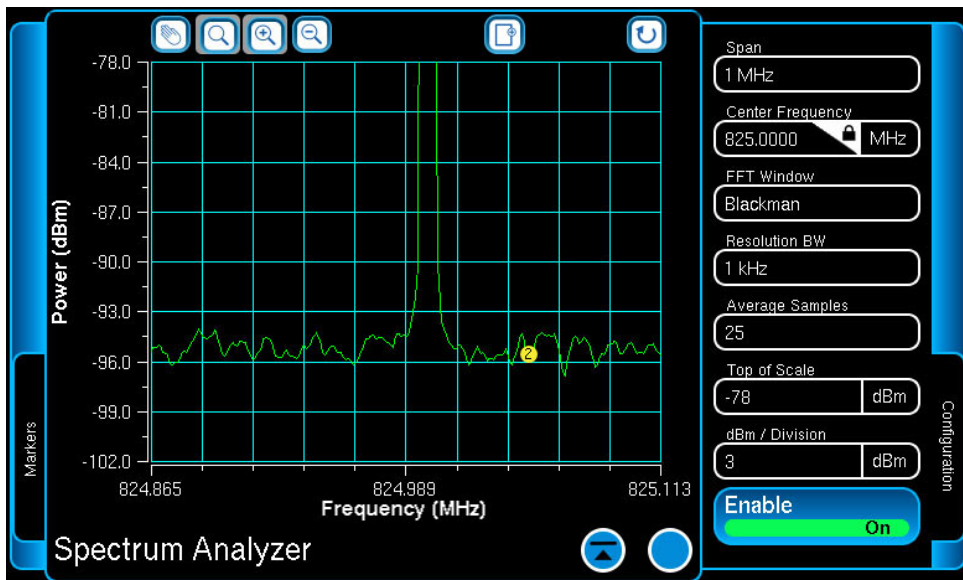 -78.0
-81.0
-84.0
-87.0
-90.0
-93.0
-96.0
-99.0
-102.0
Power (dBm)
2
824.865
824.989
825.113
Frequency (MHz)
Spectrum Analyzer
Markers
Span
1 MHz
Center Frequency
825.0000 MHz
FFT Window
Blackman
Resolution BW
1 kHz
Average Samples
25
Top of Scale
-78 dBm
dBm / Division
3 dBm
Enable
On
Configuration